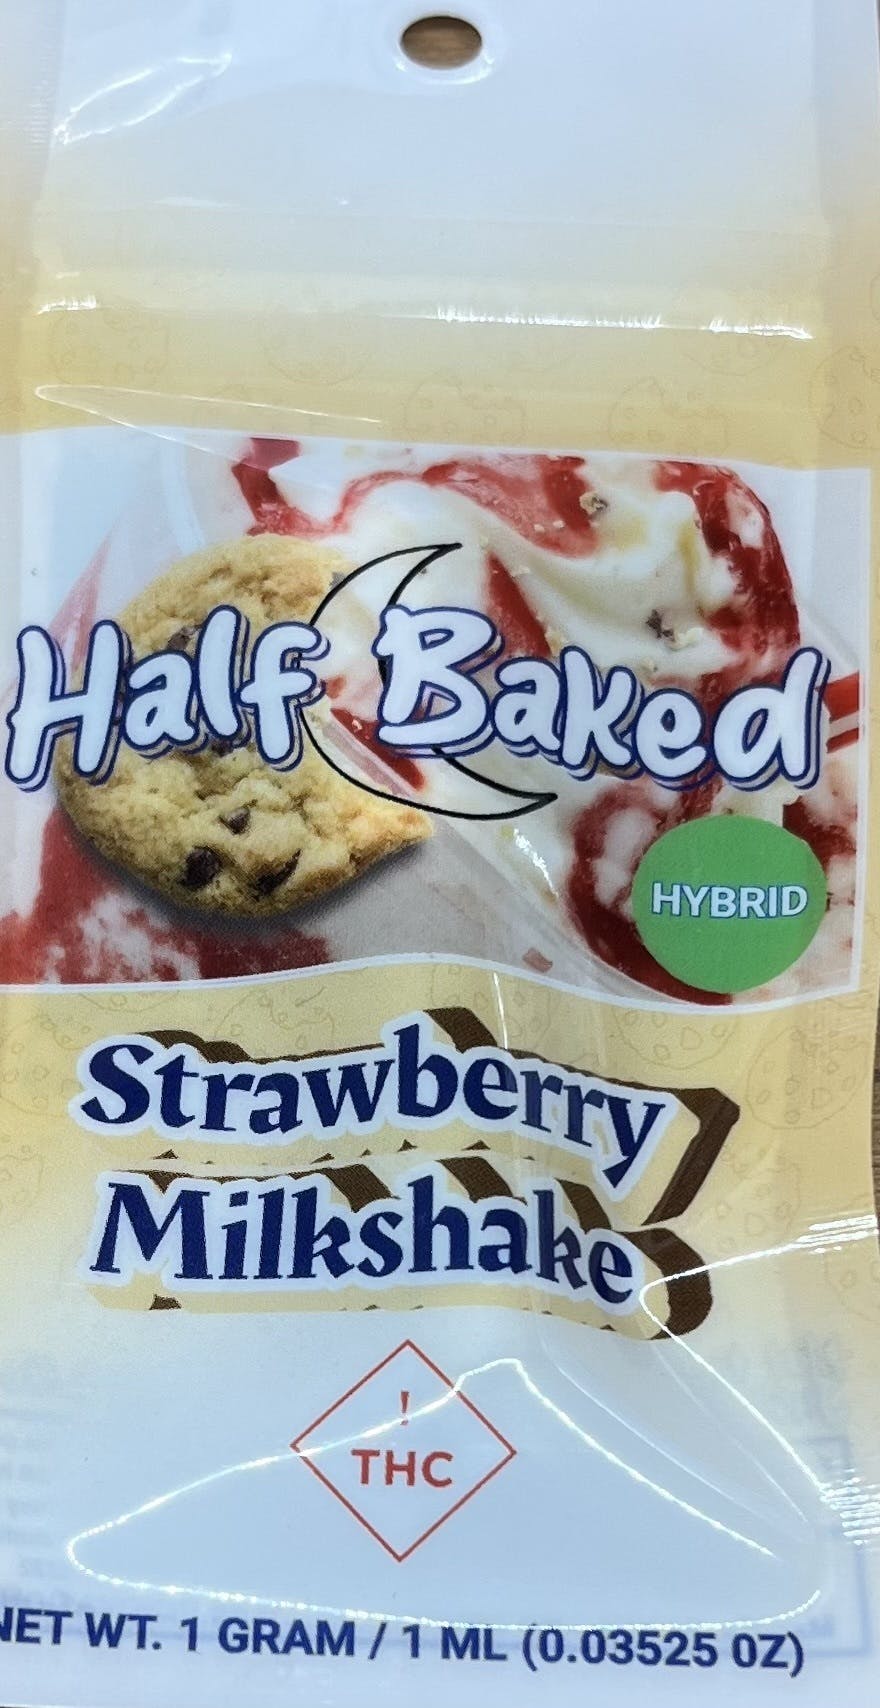 Half Baked
HYBRID
Strawberry
Milkshake
!
THC
NET WT. 1 GRAM / 1 ML (0.03525 OZ)